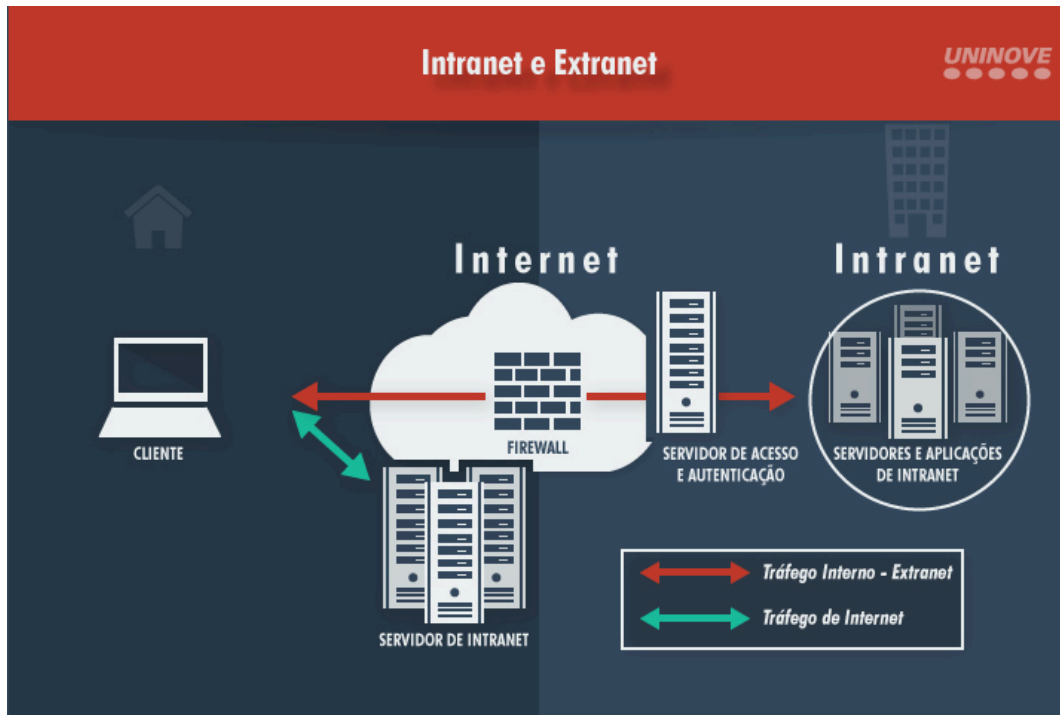 Intranet e Extranet
UNINOVE
Internet
Intranet
CLIENTE
FIREWALL
SERVIDOR DE ACESSO
E AUTENTICAÇÃO
SERVIDORES E APLICAÇÕES
DE INTRANET
SERVIDOR DE INTRANET
Tráfego Interno - Extranet
Tráfego de Internet